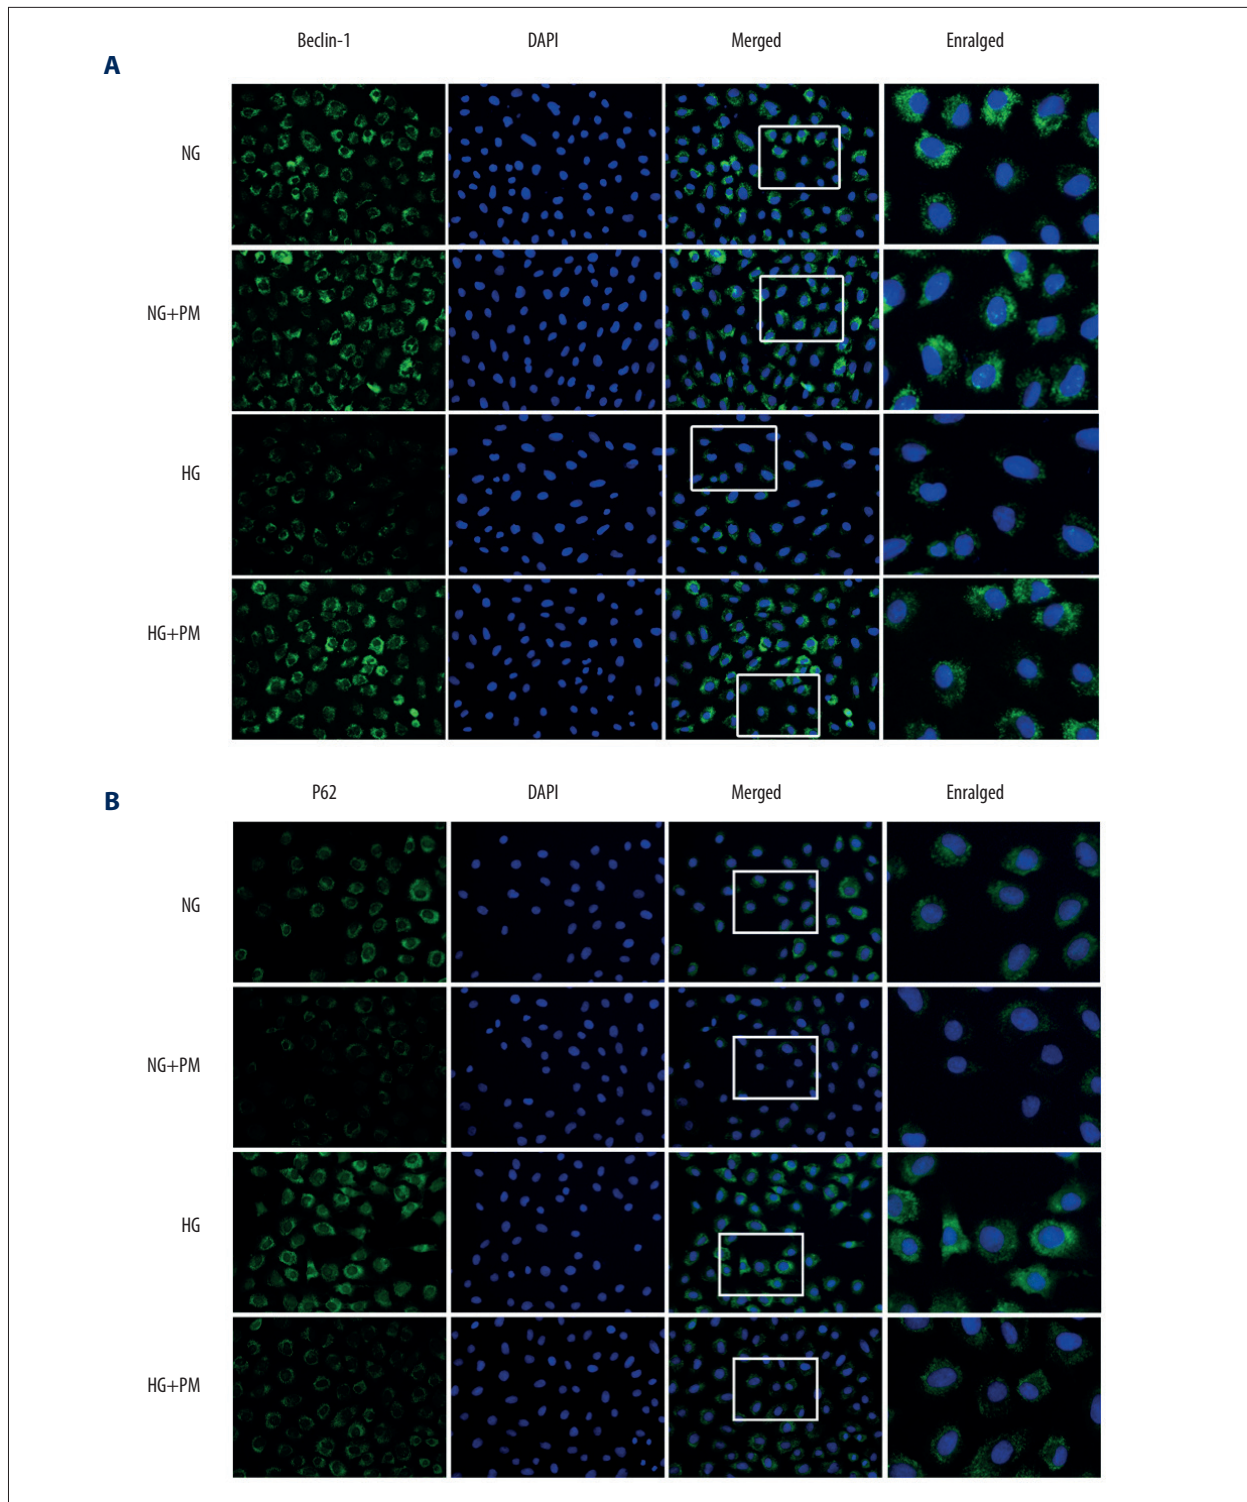 Beclin-1 DAPI Merged Enralged
A
NG
NG+PM
HG
HG+PM
P62 DAPI Merged Enralged
B
NG
NG+PM
HG
HG+PM